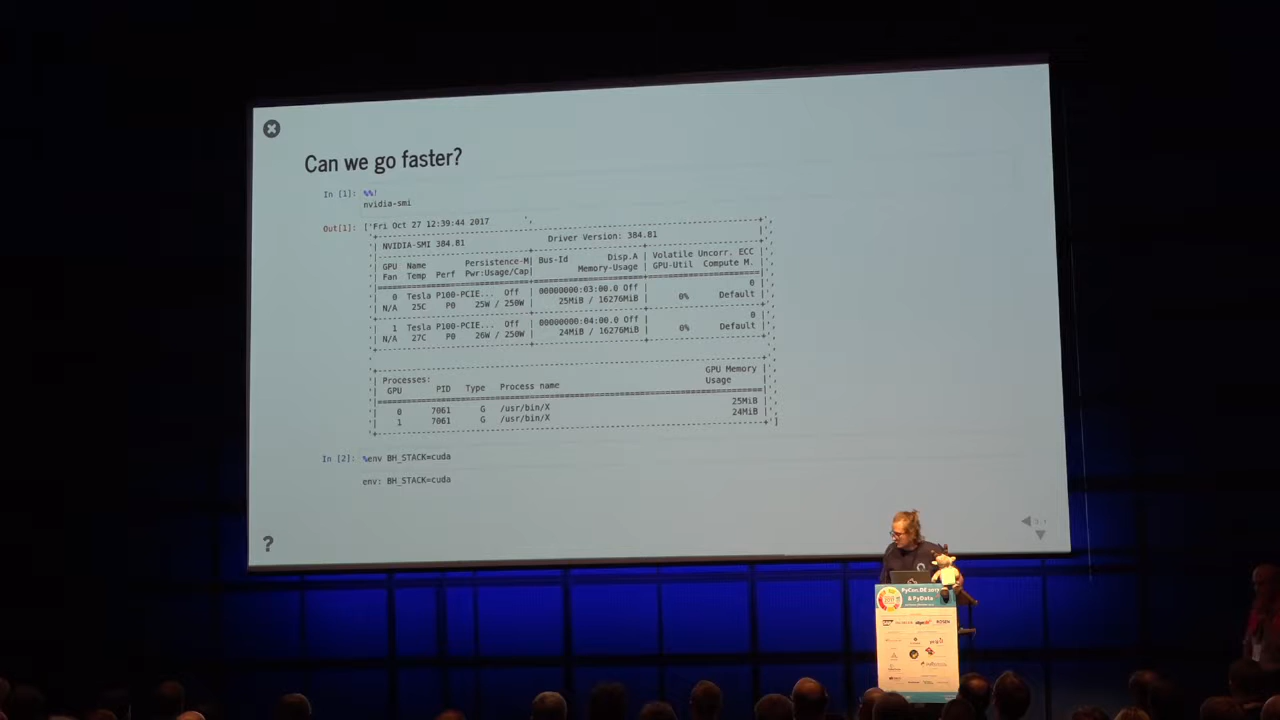 Can we go faster?
In [1]: %%!
nvidia-smi
Out[1]: ['Fri Oct 27 12:39:44 2017 ',
NVIDIA-SMI 384.81 Driver Version: 384.81
GPU Name Persistence-M| Bus-Id Disp.A Volatile Uncorr. ECC
Fan Temp Perf Pwr:Usage/Cap| Memory-Usage GPU-Util Compute M.
0 Tesla P100-PCIE... Off 00000000:03:00.0 Off 0
N/A 25C P0 25W / 250W 25MiB / 16276MiB 0% Default
1 Tesla P100-PCIE... Off 00000000:04:00.0 Off 0
N/A 27C P0 26W / 250W 24MiB / 16276MiB 0% Default
Processes: GPU Memory
GPU PID Type Process name Usage
0 7061 G /usr/bin/X 25MiB
1 7061 G /usr/bin/X 24MiB
In [2]: %env BH_STACK=cuda
env: BH_STACK=cuda
?
PyCon.DE 2017
& PyData
ROSEN